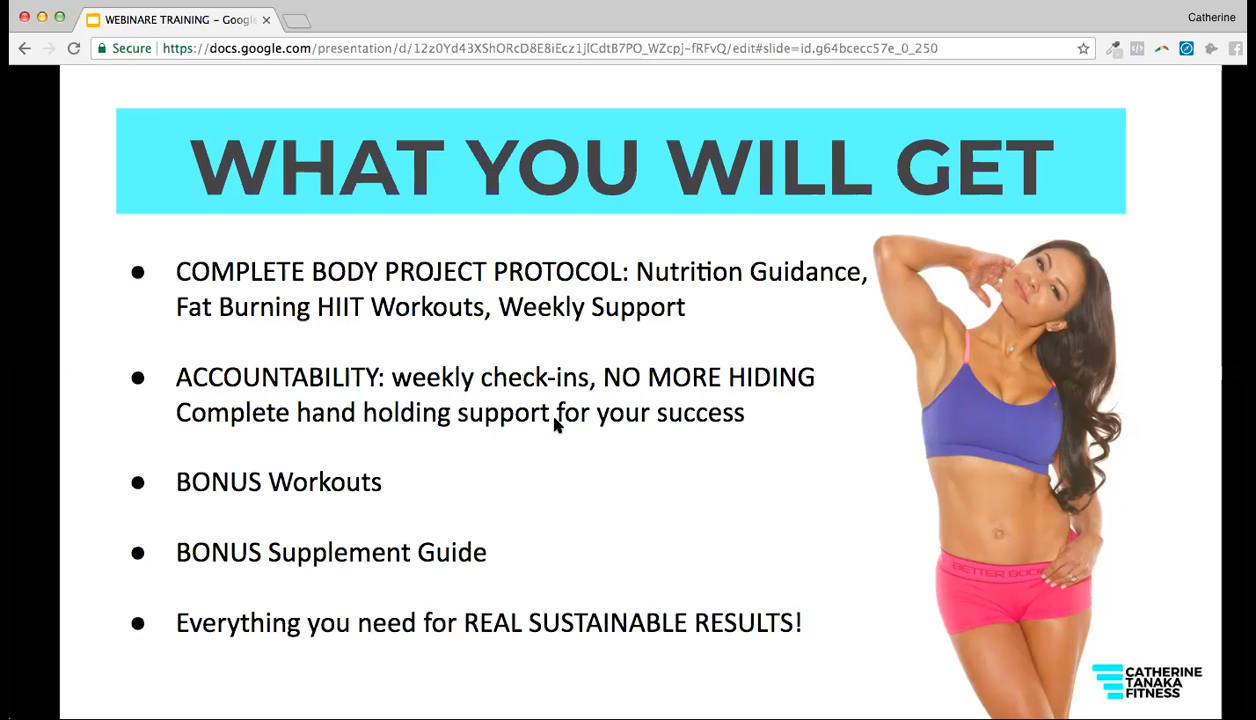 WEBINARE TRAINING - Google
Catherine
Secure
https://docs.google.com/presentation/d/12z0Yd43XShORcD8E8iEcz1jlCdtB7PO_WZcpj-fRFvQ/edit#slide=id.g64bcecc57e_0_250
WHAT YOU WILL GET
● COMPLETE BODY PROJECT PROTOCOL: Nutrition Guidance,
Fat Burning HIIT Workouts, Weekly Support
● ACCOUNTABILITY: weekly check-ins, NO MORE HIDING
Complete hand holding support for your success
● BONUS Workouts
● BONUS Supplement Guide
● Everything you need for REAL SUSTAINABLE RESULTS!
BETTER BOD
CATHERINE
TANAKA
FITNESS